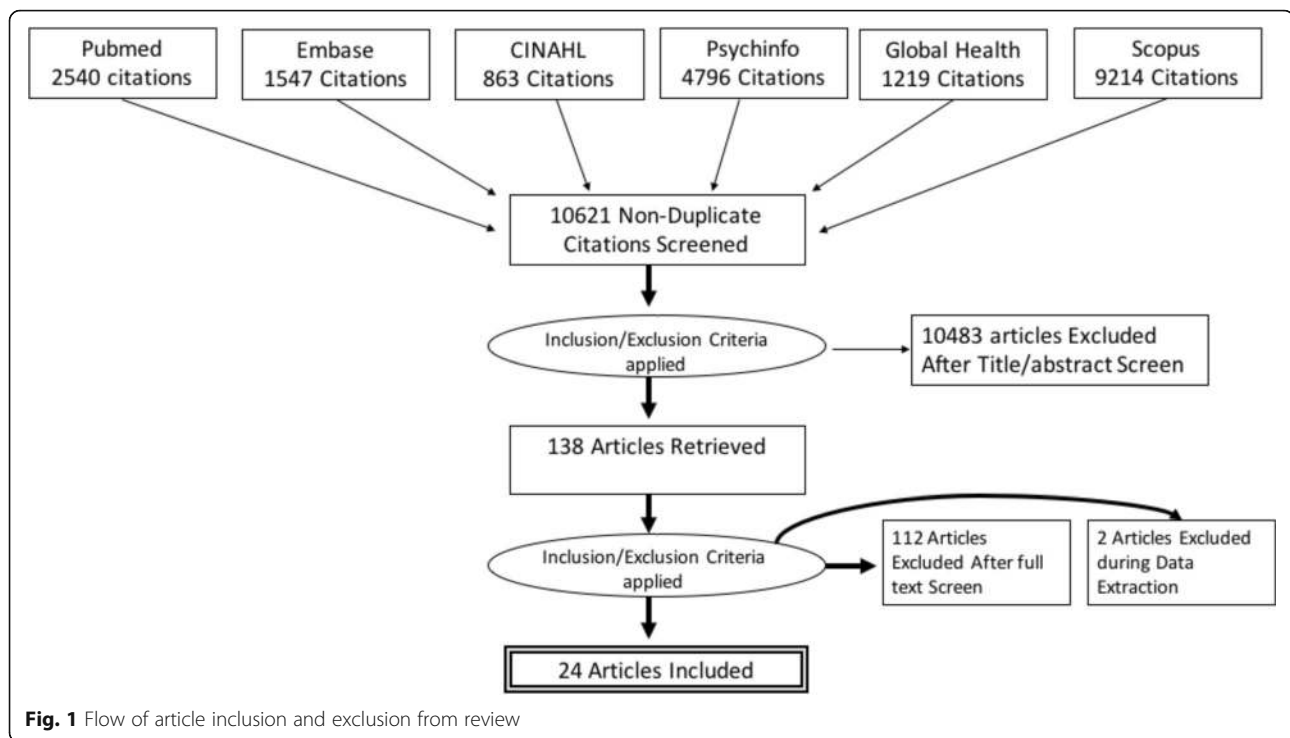 Pubmed
2540 citations
Embase
1547 Citations
CINAHL
863 Citations
Psychinfo
4796 Citations
Global Health
1219 Citations
Scopus
9214 Citations
10621 Non-Duplicate
Citations Screened
Inclusion/Exclusion Criteria
applied
10483 articles Excluded
After Title/abstract Screen
138 Articles Retrieved
Inclusion/Exclusion Criteria
applied
112 Articles
Excluded After full
text Screen
2 Articles Excluded
during Data
Extraction
24 Articles Included
Fig. 1 Flow of article inclusion and exclusion from review